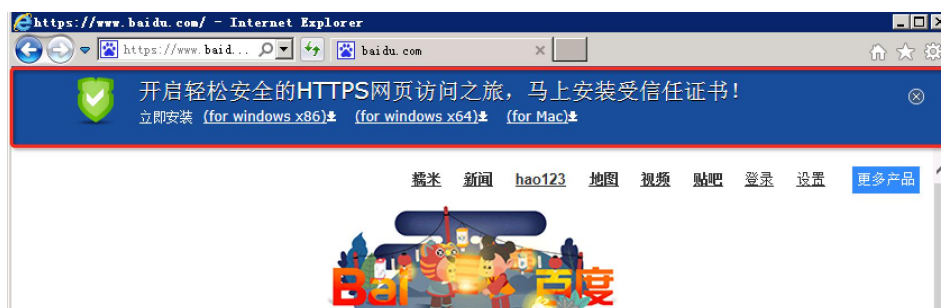 https://www.baidu.com/ - Internet Explorer
https://www.baid... baidu.com
开启轻松安全的HTTPS网页访问之旅，马上安装受信任证书！
立即安装 (for windows x86) (for windows x64) (for Mac)
糯米 新闻 hao123 地图 视频 贴吧 登录 设置 更多产品
Bai 百度